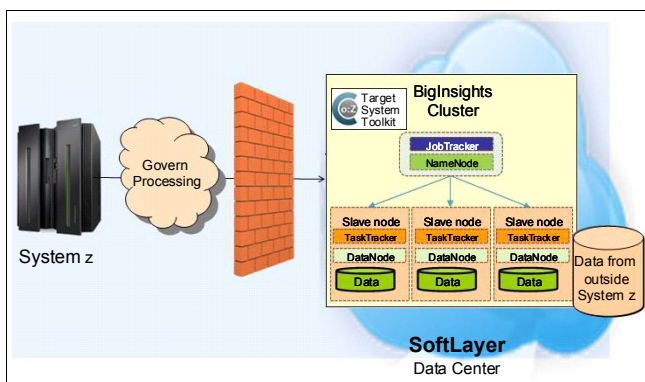 System z
Govern
Processing
Co:Z
Target
System
Toolkit
BigInsights
Cluster
JobTracker
NameNode
Slave node
TaskTracker
DataNode
Data
Slave node
TaskTracker
DataNode
Data
Slave node
TaskTracker
DataNode
Data
Data from
outside
System z
SoftLayer
Data Center